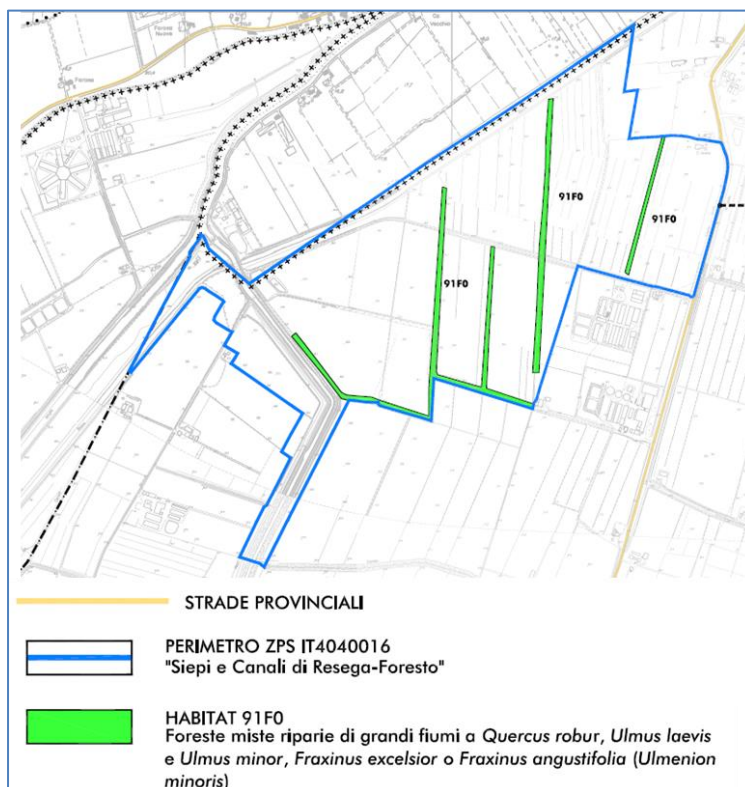 91F0
91F0
91F0
STRADE PROVINCIALI
PERIMETRO ZPS IT4040016
"Siepi e Canali di Resega-Foresto"
HABITAT 91F0
Foreste miste riparie di grandi fiumi a Quercus robur, Ulmus laevis
e Ulmus minor, Fraxinus excelsior o Fraxinus angustifolia (Ulmenion
minoris)